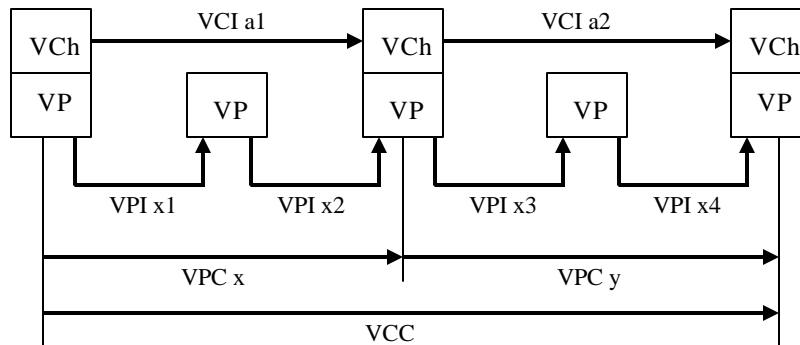 VCI a1 VCI a2
VCh VCh VCh
VP VP VP VP VP
VPI x1 VPI x2 VPI x3 VPI x4
VPC x VPC y
VCC